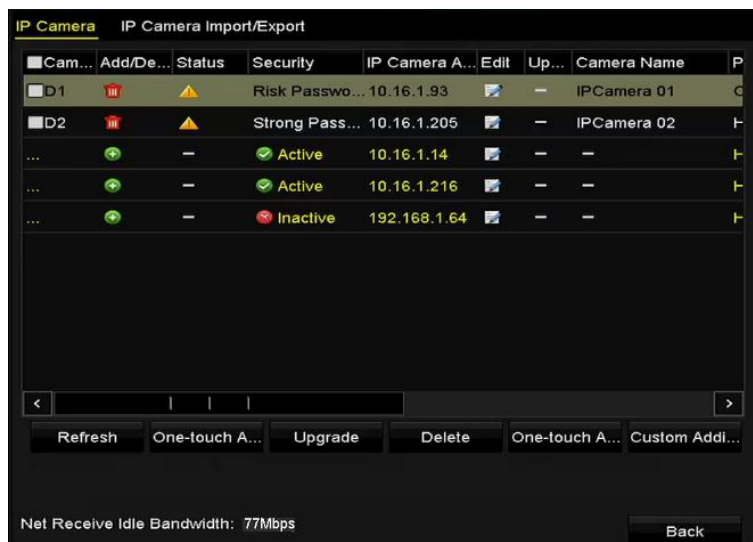 IP Camera IP Camera Import/Export
Cam... Add/De... Status Security IP Camera A... Edit Up... Camera Name P
D1 Risk Passwo... 10.16.1.93 — IPCamera 01
D2 Strong Pass... 10.16.1.205 — IPCamera 02
... — Active 10.16.1.14 — —
... — Active 10.16.1.216 — —
... — Inactive 192.168.1.64 — —
Refresh One-touch A... Upgrade Delete One-touch A... Custom Addi...
Net Receive Idle Bandwidth: 77Mbps
Back